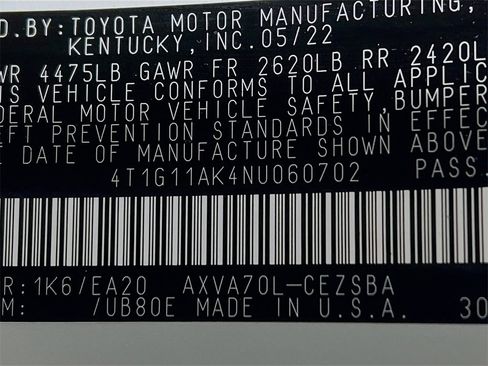 D.BY:TOYOTA MOTOR MANUFACTURING,
KENTUCKY,INC.05/22
WR 4475LB GAWR FR 2620LB RR 2420L
IS VEHICLE CONFORMS TO ALL APPLIC
DERAL MOTOR VEHICLE SAFETY,BUMPER
EFT PREVENTION STANDARDS IN EFFEC
E DATE OF MANUFACTURE SHOWN ABOVE
4T1G11AK4NU060702 PASS.
R:1K6/EA20 AXVA70L-CEZSBA
M: /UB80E MADE IN U.S.A. 30